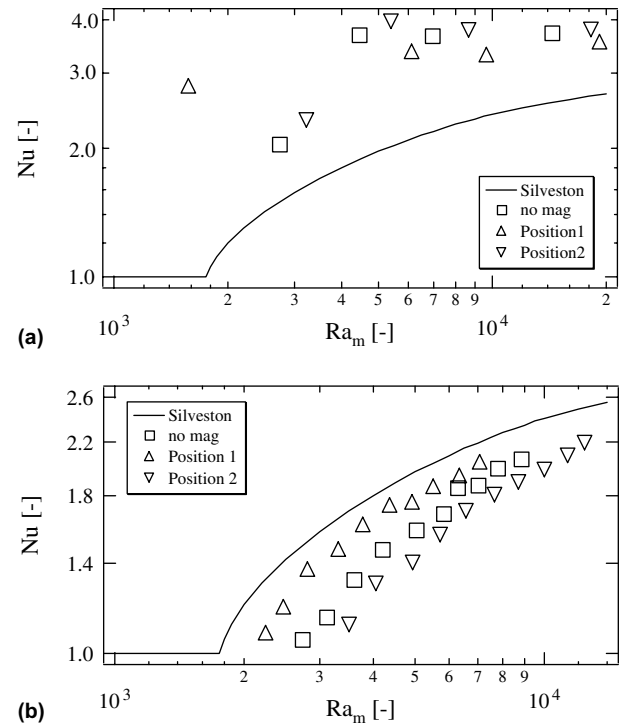 4.0
3.0
2.0
1.0
Nu [-]
Silveston
no mag
Position1
Position2
2
3
4
5
6
7
8
9
2
10³
10⁴
Ra_m [-]
(a)
2.6
2.2
1.8
1.4
1.0
Nu [-]
Silveston
no mag
Position 1
Position 2
2
3
4
5
6
7
8
9
10³
10⁴
Ra_m [-]
(b)